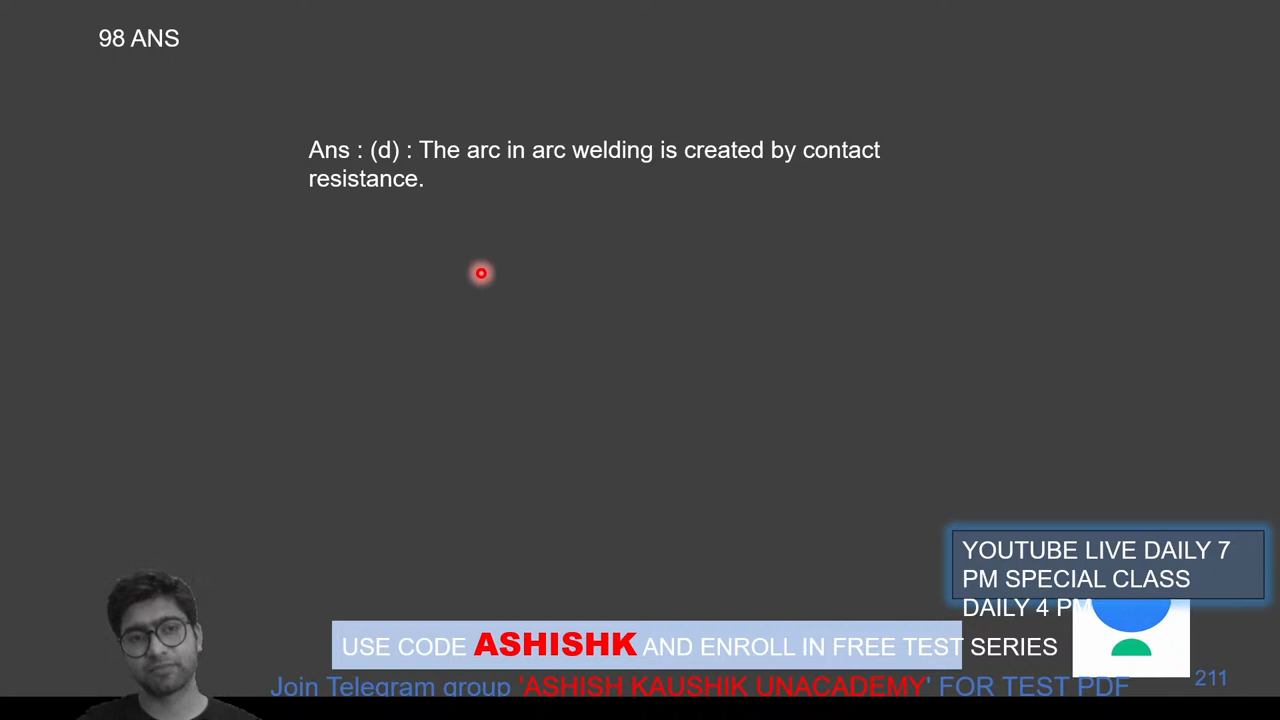 98 ANS
Ans : (d) : The arc in arc welding is created by contact
resistance.
YOUTUBE LIVE DAILY 7
PM SPECIAL CLASS
DAILY 4 PM
USE CODE ASHISHK AND ENROLL IN FREE TEST SERIES
Join Telegram group 'ASHISH KAUSHIK UNACADEMY' FOR TEST PDF
211